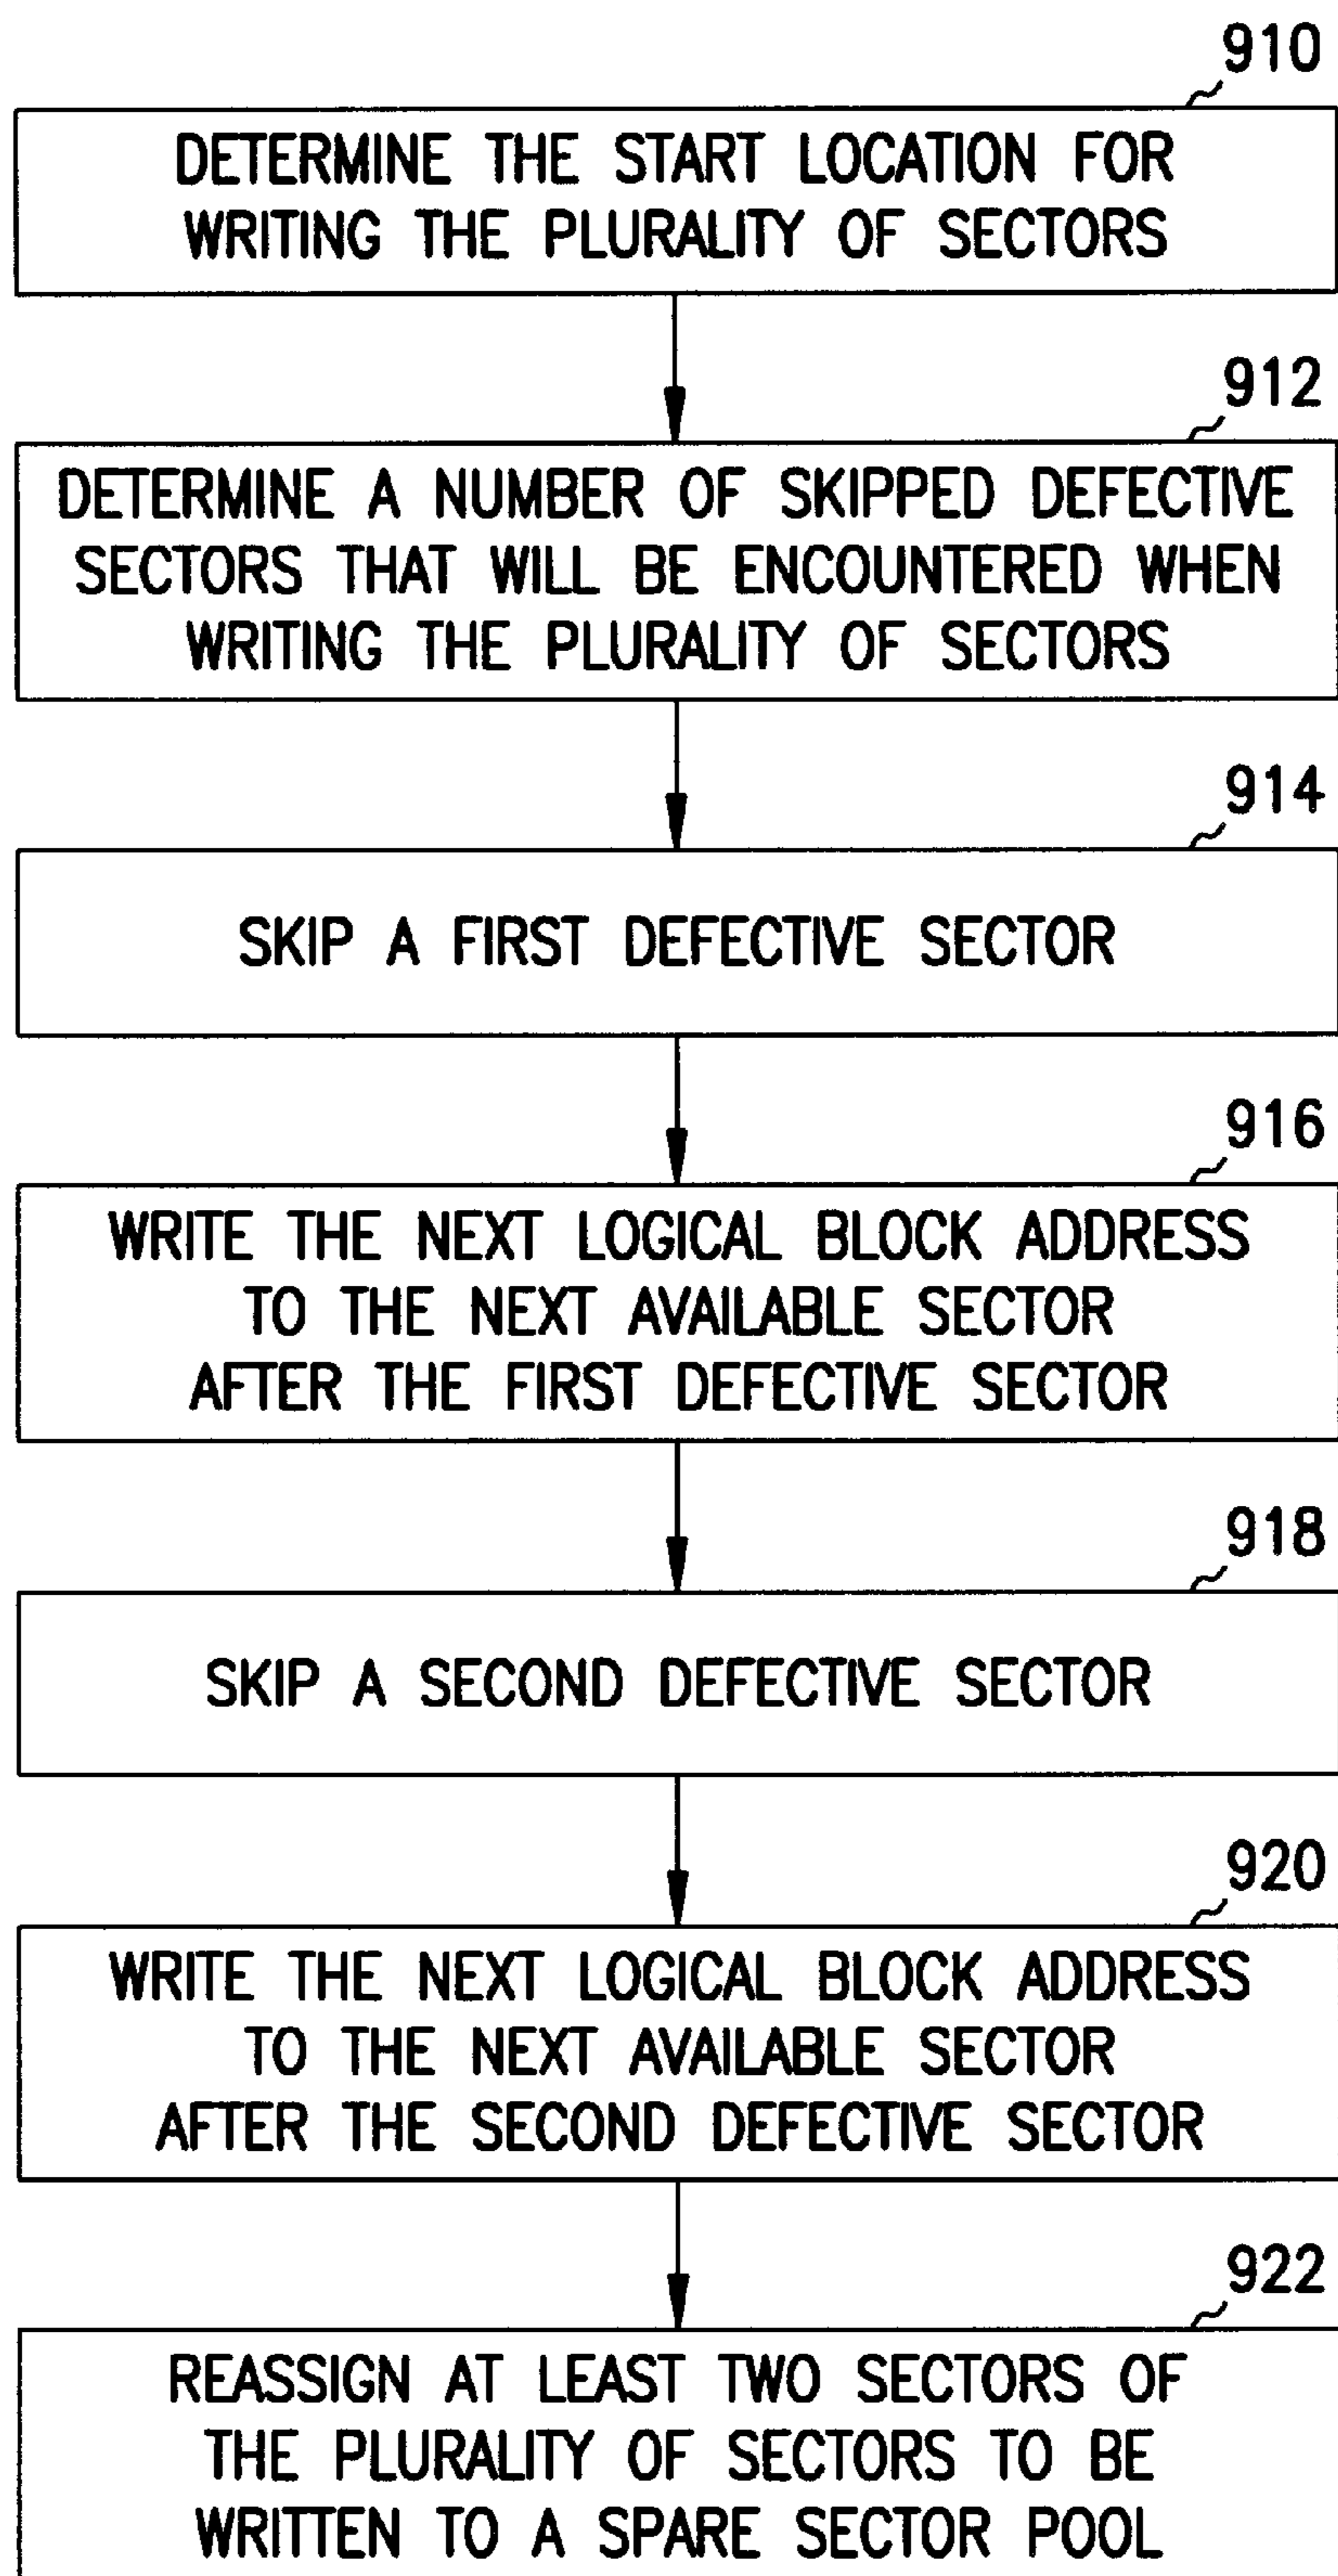 910
DETERMINE THE START LOCATION FOR
WRITING THE PLURALITY OF SECTORS
912
DETERMINE A NUMBER OF SKIPPED DEFECTIVE
SECTORS THAT WILL BE ENCOUNTERED WHEN
WRITING THE PLURALITY OF SECTORS
914
SKIP A FIRST DEFECTIVE SECTOR
916
WRITE THE NEXT LOGICAL BLOCK ADDRESS
TO THE NEXT AVAILABLE SECTOR
AFTER THE FIRST DEFECTIVE SECTOR
918
SKIP A SECOND DEFECTIVE SECTOR
920
WRITE THE NEXT LOGICAL BLOCK ADDRESS
TO THE NEXT AVAILABLE SECTOR
AFTER THE SECOND DEFECTIVE SECTOR
922
REASSIGN AT LEAST TWO SECTORS OF
THE PLURALITY OF SECTORS TO BE
WRITTEN TO A SPARE SECTOR POOL